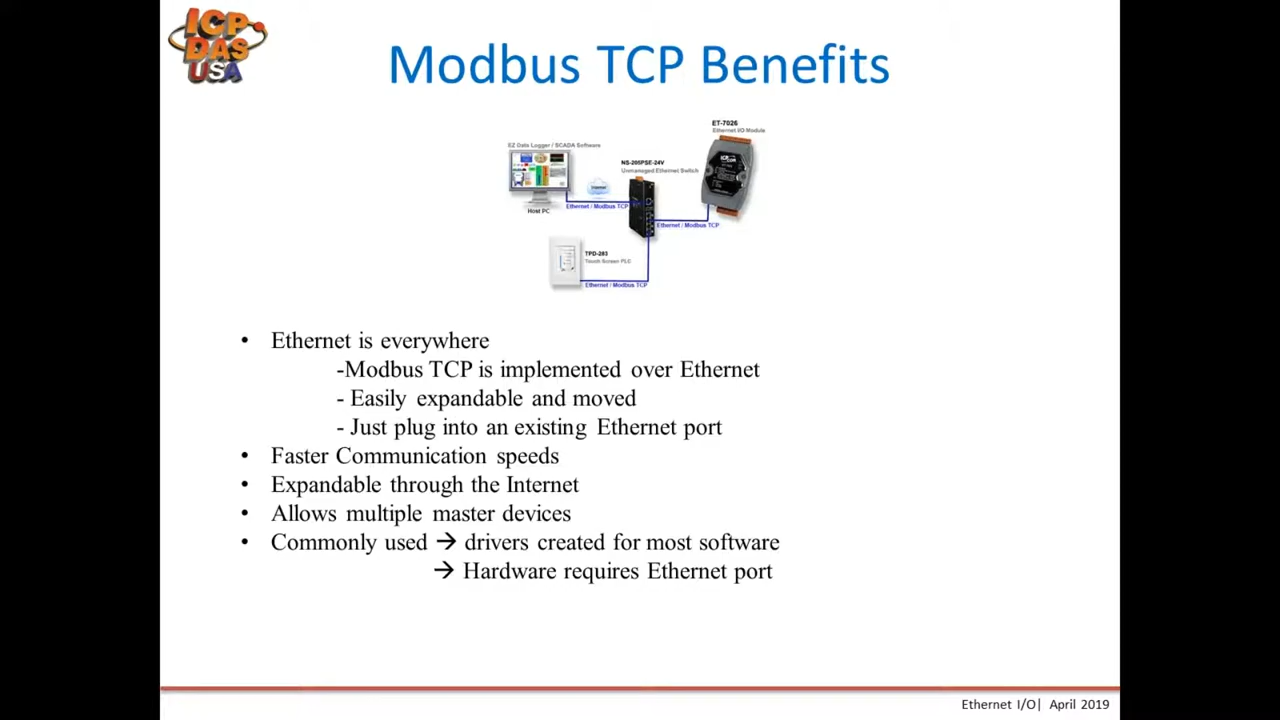 ICP
DAS
USA
Modbus TCP Benefits
ET-7026
Ethernet I/O Module
EZ Data Logger / SCADA Software
NS-205PSE-24V
Unmanaged Ethernet Switch
Internet
Ethernet / Modbus TCP
Host PC
Ethernet / Modbus TCP
TPD-283
Touch Screen PLC
Ethernet / Modbus TCP
• Ethernet is everywhere
-Modbus TCP is implemented over Ethernet
- Easily expandable and moved
- Just plug into an existing Ethernet port
• Faster Communication speeds
• Expandable through the Internet
• Allows multiple master devices
• Commonly used → drivers created for most software
→ Hardware requires Ethernet port
Ethernet I/O| April 2019